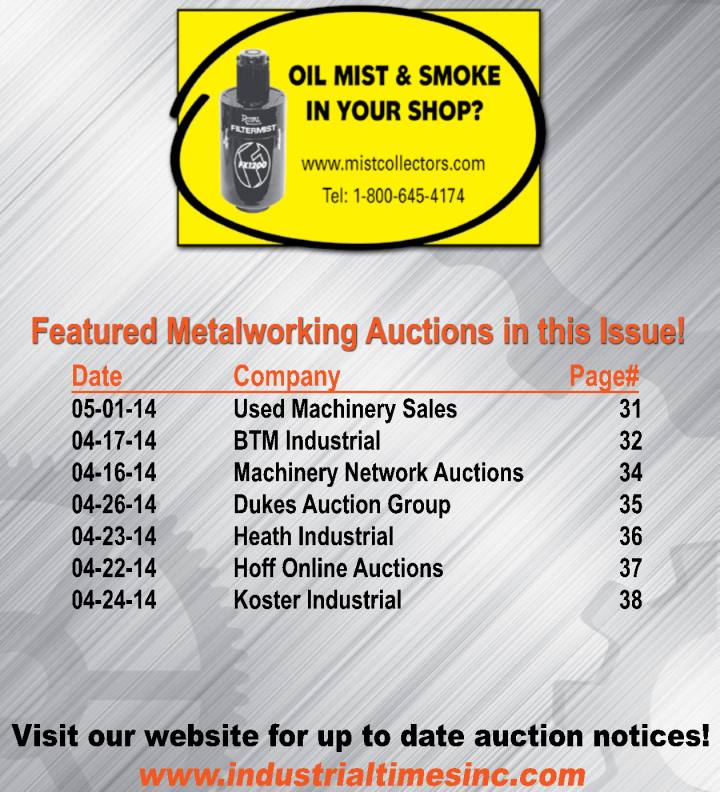 OIL MIST & SMOKE
IN YOUR SHOP?
FILTERMIST
FX1200
www.mistcollectors.com
Tel: 1-800-645-4174
Featured Metalworking Auctions in this Issue!
Date Company Page#
05-01-14 Used Machinery Sales 31
04-17-14 BTM Industrial 32
04-16-14 Machinery Network Auctions 34
04-26-14 Dukes Auction Group 35
04-23-14 Heath Industrial 36
04-22-14 Hoff Online Auctions 37
04-24-14 Koster Industrial 38
Visit our website for up to date auction notices!
www.industrialtimesinc.com